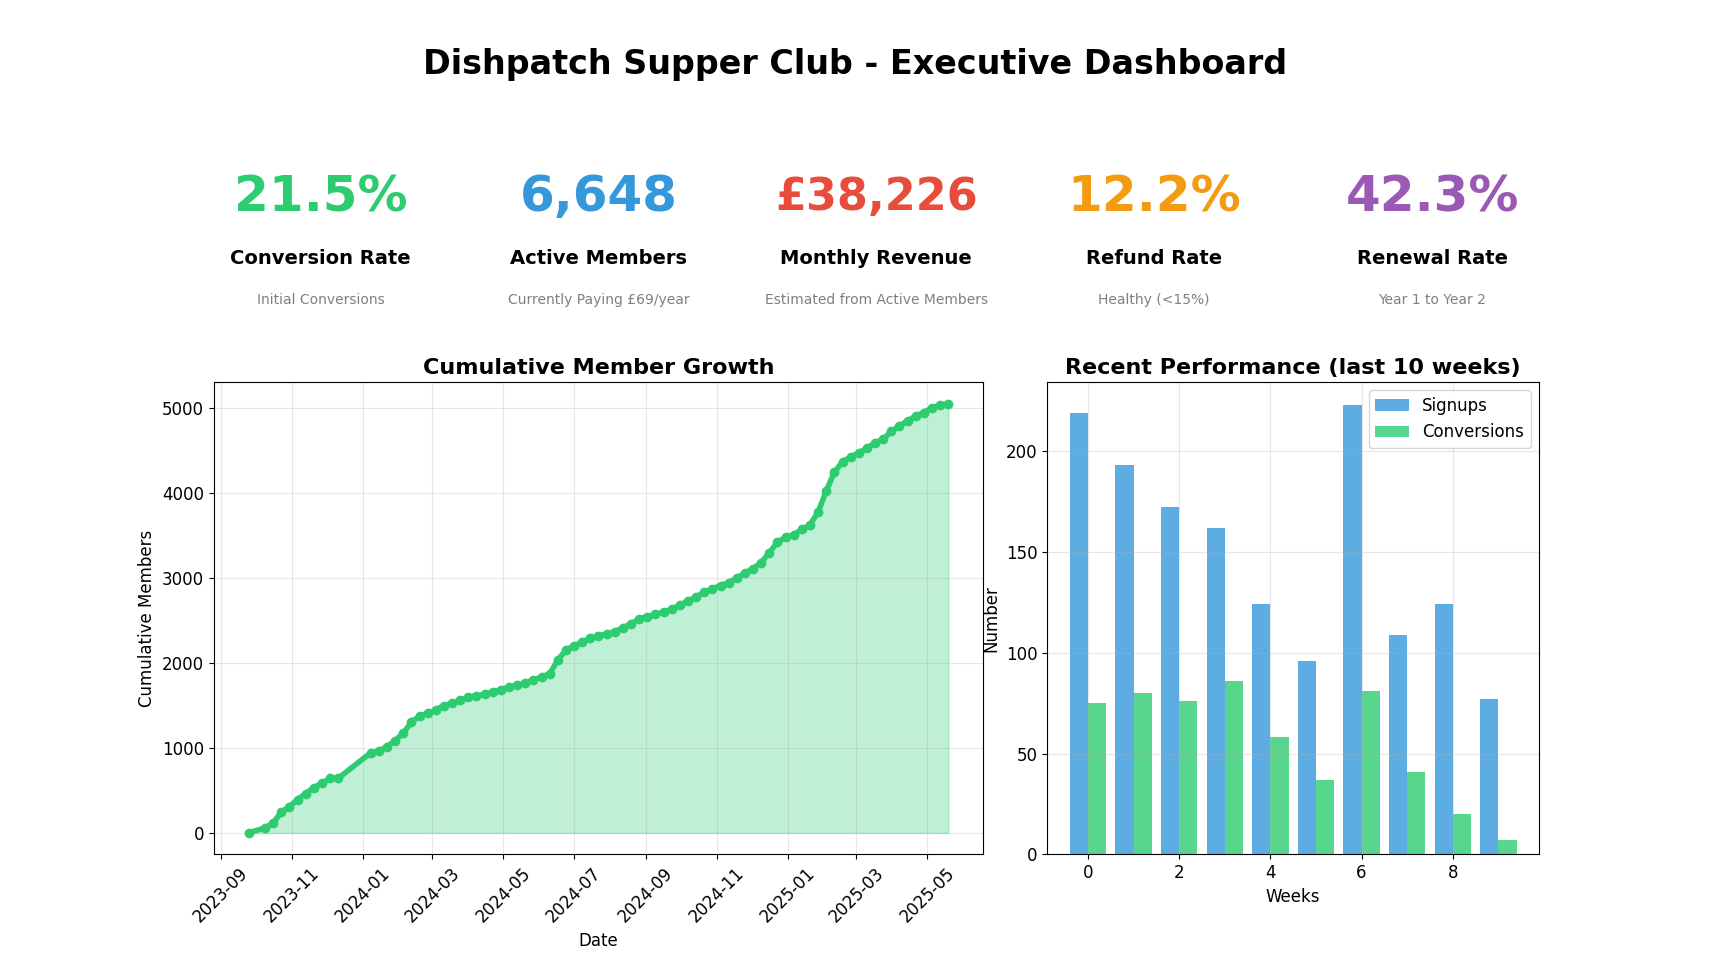 Dishpatch Supper Club - Executive Dashboard
21.5%
6,648
£38,226
12.2%
42.3%
Conversion Rate
Active Members
Monthly Revenue
Refund Rate
Renewal Rate
Initial Conversions
Currently Paying £69/year
Estimated from Active Members
Healthy (<15%)
Year 1 to Year 2
Cumulative Member Growth
Cumulative Members
5000
4000
3000
2000
1000
0
2023-09
2023-11
2024-01
2024-03
2024-05
2024-07
2024-09
2024-11
2025-01
2025-03
2025-05
Date
Recent Performance (last 10 weeks)
Signups
Conversions
Number
200
150
100
50
0
0
2
4
6
8
Weeks